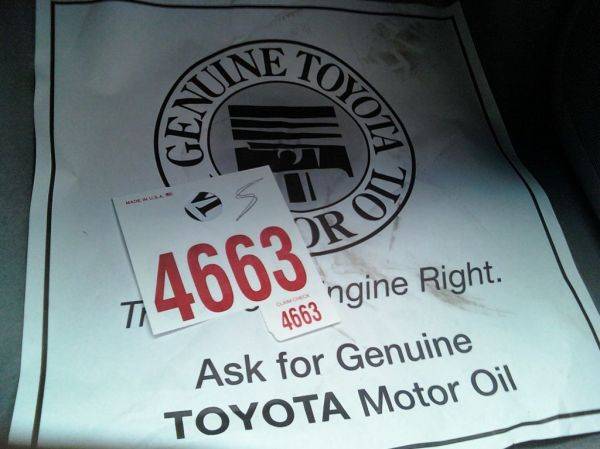 GENUINE TOYOTA
OR OIL
MADE IN U.S.A.
S
4663
CLAIM CHECK
4663
ngine Right.
Ask for Genuine
TOYOTA Motor Oil